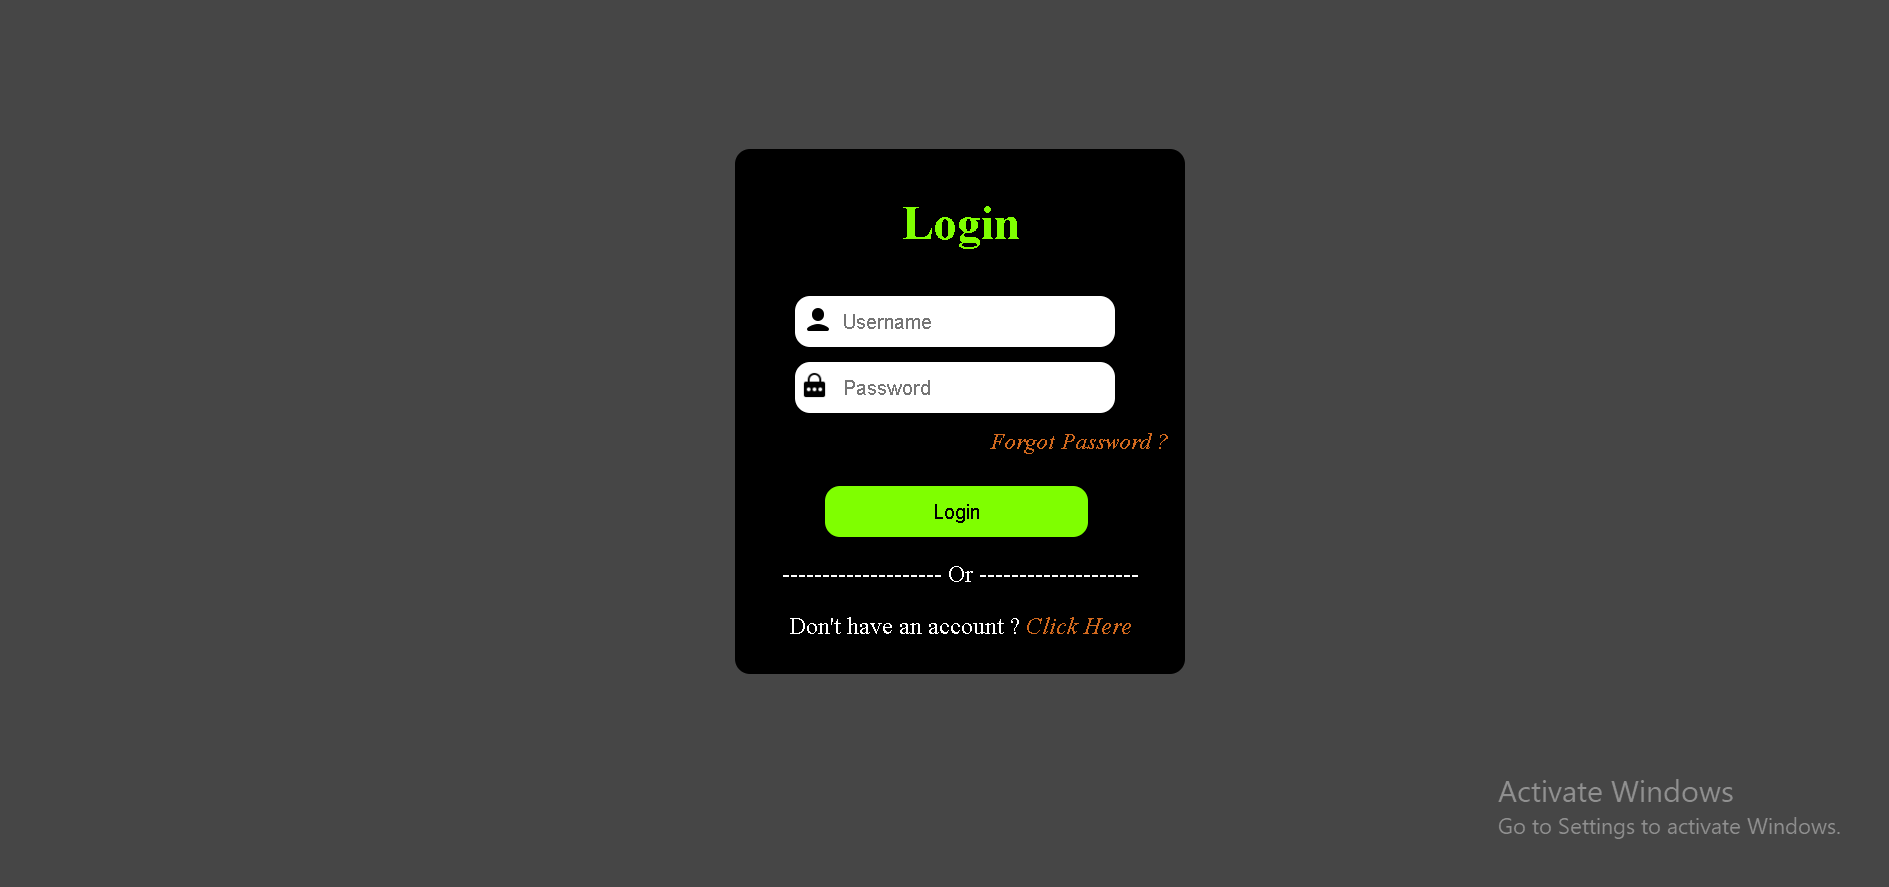 Login
Username
Password
Forgot Password ?
Login
-------------------- Or --------------------
Don't have an account ? Click Here
Activate Windows
Go to Settings to activate Windows.